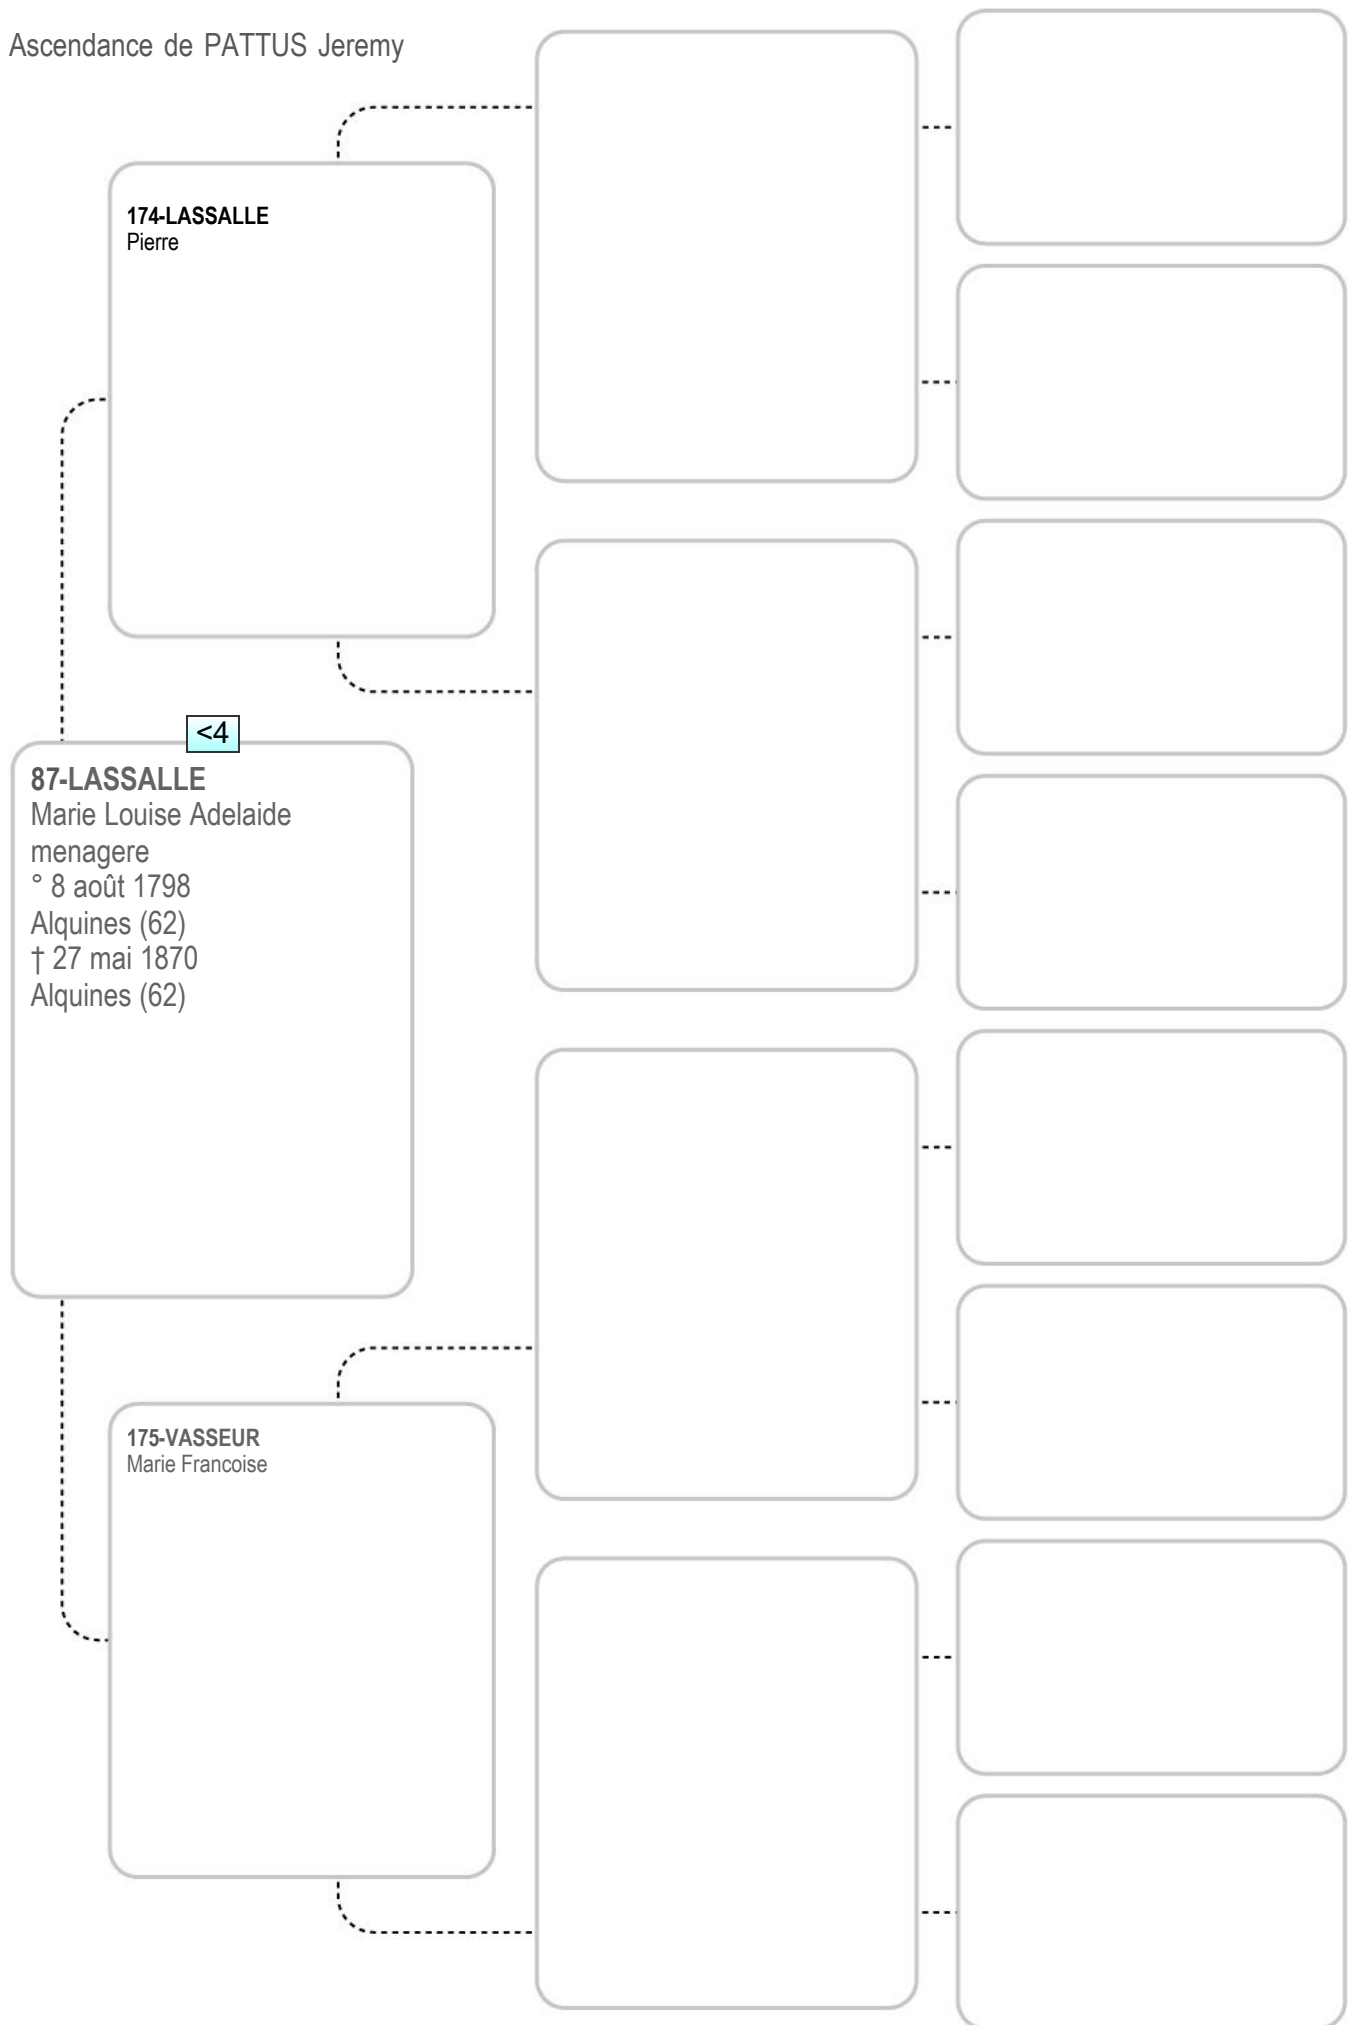 Ascendance de PATTUS Jeremy
174-LASSALLE
Pierre
<4
87-LASSALLE
Marie Louise Adelaide
menagere
° 8 août 1798
Alquines (62)
† 27 mai 1870
Alquines (62)
175-VASSEUR
Marie Francoise